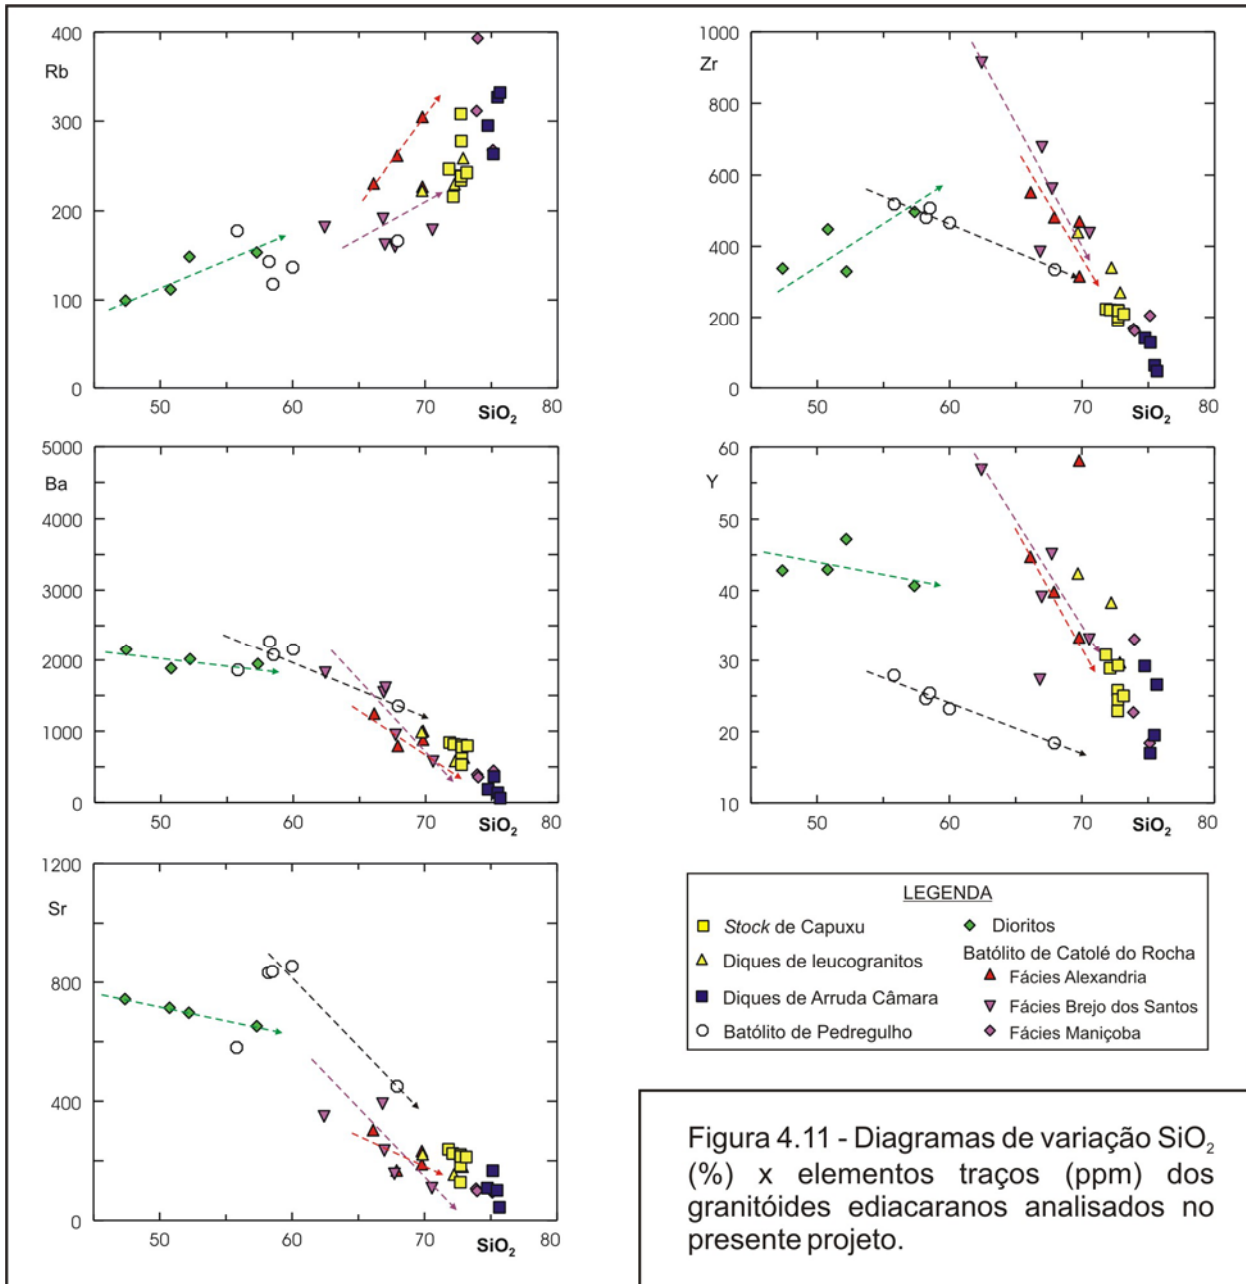 400
Rb
300
200
100
0
50
60
70
SiO₂
80
1000
Zr
800
600
400
200
0
50
60
70
SiO₂
80
5000
Ba
4000
3000
2000
1000
0
50
60
70
SiO₂
80
60
Y
50
40
30
20
10
50
60
70
SiO₂
80
1200
Sr
800
400
0
50
60
70
SiO₂
80
LEGENDA
Stock de Capuxu
Diques de leucogranitos
Diques de Arruda Câmara
Batólito de Pedregulho
Dioritos
Batólito de Catolé do Rocha
Fácies Alexandria
Fácies Brejo dos Santos
Fácies Maniçoba
Figura 4.11 - Diagramas de variação SiO₂
(%) x elementos traços (ppm) dos
granitóides ediacaranos analisados no
presente projeto.